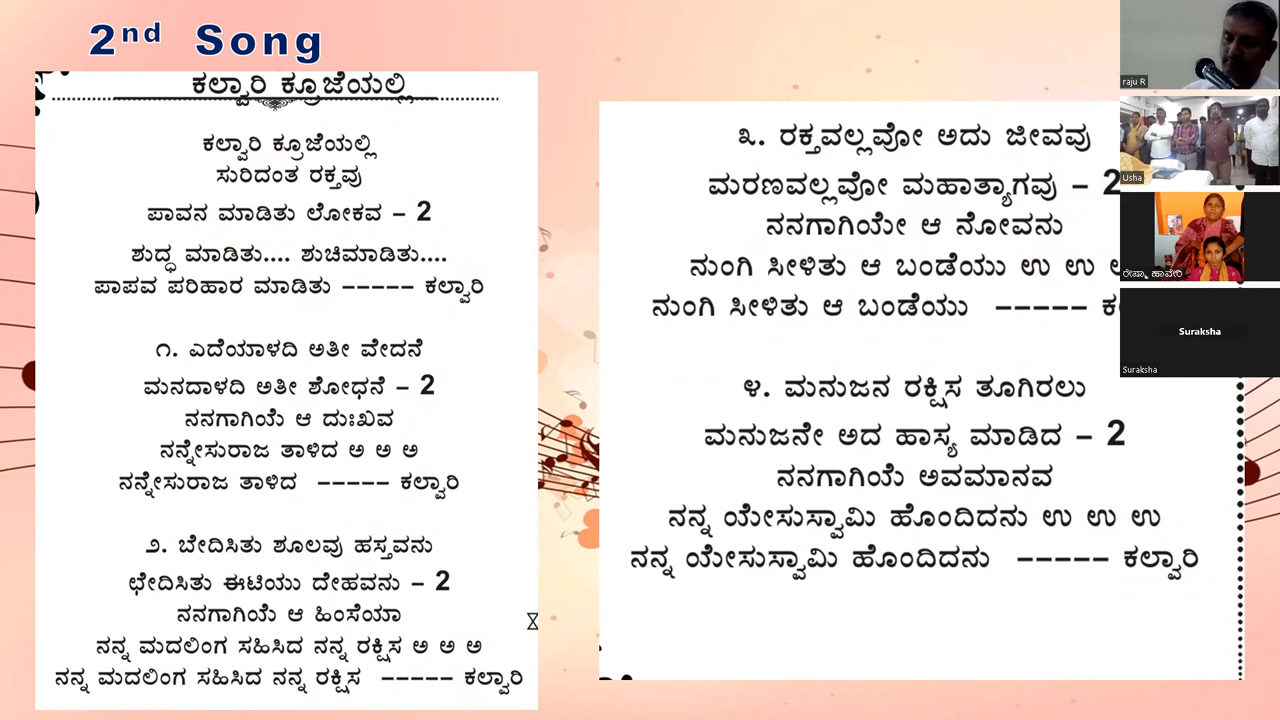 2nd Song
ಕಲ್ವಾರಿ ಕ್ರೂಜೆಯಲ್ಲಿ
ಕಲ್ವಾರಿ ಕ್ರೂಜೆಯಲ್ಲಿ
ಸುರಿದಂತ ರಕ್ತವು
ಪಾವನ ಮಾಡಿತು ಲೋಕವ – 2
ಶುದ್ಧ ಮಾಡಿತು.... ಶುಚಿಮಾಡಿತು....
ಪಾಪವ ಪರಿಹಾರ ಮಾಡಿತು ––––– ಕಲ್ವಾರಿ
೧. ಎದೆಯಾಳದಿ ಅತೀ ವೇದನೆ
ಮನದಾಳದಿ ಅತೀ ಶೋಧನೆ – 2
ನನಗಾಗಿಯೆ ಆ ದುಃಖವ
ನನ್ನೇಸುರಾಜ ತಾಳಿದ ಅ ಅ ಅ
ನನ್ನೇಸುರಾಜ ತಾಳಿದ ––––– ಕಲ್ವಾರಿ
೨. ಬೇದಿಸಿತು ಶೂಲವು ಹಸ್ತವನು
ಛೇದಿಸಿತು ಈಟಿಯು ದೇಹವನು – 2
ನನಗಾಗಿಯೆ ಆ ಹಿಂಸೆಯಾ
ನನ್ನ ಮದಲಿಂಗ ಸಹಿಸಿದ ನನ್ನ ರಕ್ಷಿಸ ಅ ಅ ಅ
ನನ್ನ ಮದಲಿಂಗ ಸಹಿಸಿದ ನನ್ನ ರಕ್ಷಿಸ ––––– ಕಲ್ವಾರಿ
೩. ರಕ್ತವಲ್ಲವೋ ಅದು ಜೀವವು
ಮರಣವಲ್ಲವೋ ಮಹಾತ್ಯಾಗವು – 2
ನನಗಾಗಿಯೇ ಆ ನೋವನು
ನುಂಗಿ ಸೀಳಿತು ಆ ಬಂಡೆಯು ಉ ಉ
ನುಂಗಿ ಸೀಳಿತು ಆ ಬಂಡೆಯು –––––
೪. ಮನುಜನ ರಕ್ಷಿಸ ತೂಗಿರಲು
ಮನುಜನೇ ಅದ ಹಾಸ್ಯ ಮಾಡಿದ – 2
ನನಗಾಗಿಯೆ ಅವಮಾನವ
ನನ್ನ ಯೇಸುಸ್ವಾಮಿ ಹೊಂದಿದನು ಉ ಉ ಉ
ನನ್ನ ಯೇಸುಸ್ವಾಮಿ ಹೊಂದಿದನು ––––– ಕಲ್ವಾರಿ
raju R
Usha
ರೇಷ್ಮಾ ಹಾವೇರಿ
Suraksha
Suraksha